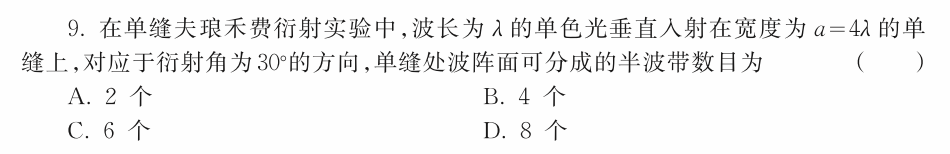 9. 在单缝夫琅禾费衍射实验中,波长为 λ 的单色光垂直入射在宽度为 a=4λ 的单
缝上,对应于衍射角为30°的方向,单缝处波阵面可分成的半波带数目为 ( )
A. 2 个 B. 4 个
C. 6 个 D. 8 个